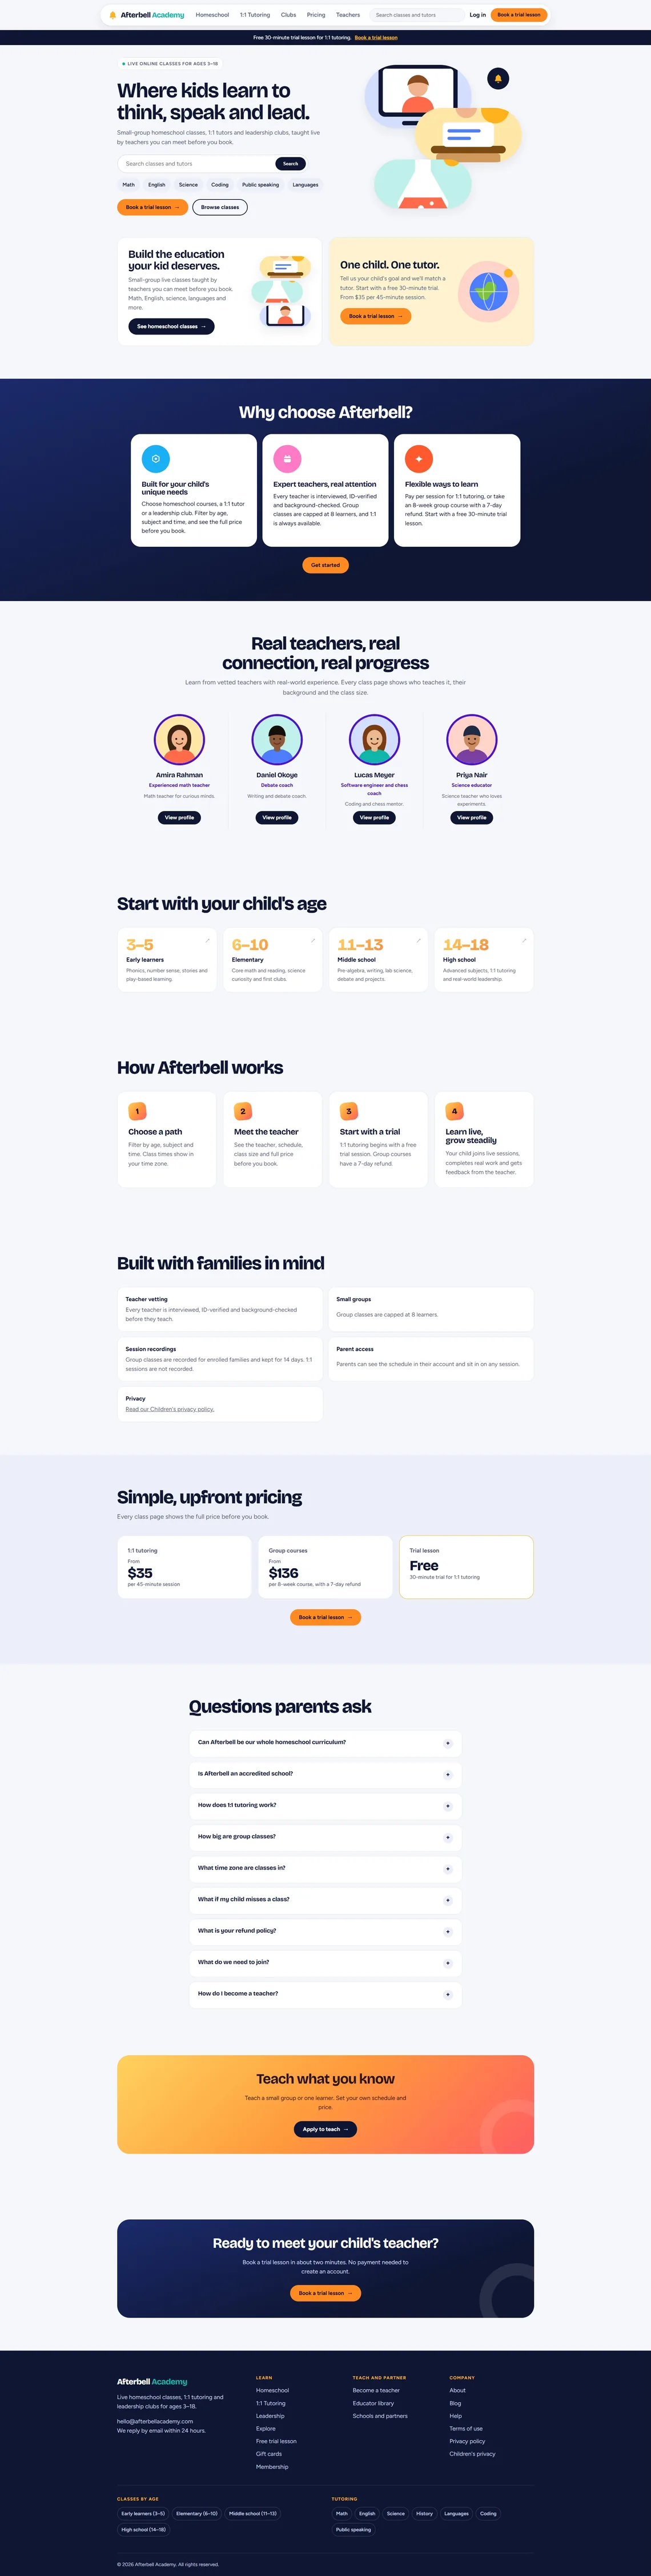 Afterbell Academy
Homeschool
1:1 Tutoring
Clubs
Pricing
Teachers
Search classes and tutors
Log in
Book a trial lesson
Free 30-minute trial lesson for 1:1 tutoring. Book a trial lesson
LIVE ONLINE CLASSES FOR AGES 3–18
Where kids learn to
think, speak and lead.
Small-group homeschool classes, 1:1 tutors and leadership clubs, taught live
by teachers you can meet before you book.
Search classes and tutors
Search
Math
English
Science
Coding
Public speaking
Languages
Book a trial lesson →
Browse classes
Build the education
your kid deserves.
Small-group live classes taught by
teachers you can meet before you book.
Math, English, science, languages and
more.
See homeschool classes →
One child. One tutor.
Tell us your child's goal and we'll match a
tutor. Start with a free 30-minute trial.
From $35 per 45-minute session.
Book a trial lesson →
Why choose Afterbell?
Built for your child's
unique needs
Choose homeschool courses, a 1:1 tutor
or a leadership club. Filter by age,
subject and time, and see the full price
before you book.
Expert teachers, real attention
Every teacher is interviewed, ID-verified
and background-checked. Group
classes are capped at 8 learners, and 1:1
is always available.
Flexible ways to learn
Pay per session for 1:1 tutoring, or take
an 8-week group course with a 7-day
refund. Start with a free 30-minute trial
lesson.
Get started
Real teachers, real
connection, real progress
Learn from vetted teachers with real-world experience. Every class page shows who teaches it, their
background and the class size.
Amira Rahman
Experienced math teacher
Math teacher for curious minds.
View profile
Daniel Okoye
Debate coach
Writing and debate coach.
View profile
Lucas Meyer
Software engineer and chess
coach
Coding and chess mentor.
View profile
Priya Nair
Science educator
Science teacher who loves
experiments.
View profile
Start with your child's age
3–5
Early learners
Phonics, number sense, stories and
play-based learning.
6–10
Elementary
Core math and reading, science
curiosity and first clubs.
11–13
Middle school
Pre-algebra, writing, lab science,
debate and projects.
14–18
High school
Advanced subjects, 1:1 tutoring
and real-world leadership.
How Afterbell works
1
Choose a path
Filter by age, subject and
time. Class times show in
your time zone.
2
Meet the teacher
See the teacher, schedule,
class size and full price
before you book.
3
Start with a trial
1:1 tutoring begins with a free
trial session. Group courses
have a 7-day refund.
4
Learn live,
grow steadily
Your child joins live sessions,
completes real work and gets
feedback from the teacher.
Built with families in mind
Teacher vetting
Every teacher is interviewed, ID-verified and background-checked
before they teach.
Small groups
Group classes are capped at 8 learners.
Session recordings
Group classes are recorded for enrolled families and kept for 14 days. 1:1
sessions are not recorded.
Parent access
Parents can see the schedule in their account and sit in on any session.
Privacy
Read our Children's privacy policy.
Simple, upfront pricing
Every class page shows the full price before you book.
1:1 tutoring
From
$35
per 45-minute session
Group courses
From
$136
per 8-week course, with a 7-day refund
Trial lesson
Free
30-minute trial for 1:1 tutoring
Book a trial lesson →
Questions parents ask
Can Afterbell be our whole homeschool curriculum?
Is Afterbell an accredited school?
How does 1:1 tutoring work?
How big are group classes?
What time zone are classes in?
What if my child misses a class?
What is your refund policy?
What do we need to join?
How do I become a teacher?
Teach what you know
Teach a small group or one learner. Set your own schedule and
price.
Apply to teach →
Ready to meet your child's teacher?
Book a trial lesson in about two minutes. No payment needed to
create an account.
Book a trial lesson →
Afterbell Academy
Live homeschool classes, 1:1 tutoring and
leadership clubs for ages 3–18.
hello@afterbellacademy.com
We reply by email within 24 hours.
LEARN
Homeschool
1:1 Tutoring
Leadership
Explore
Free trial lesson
Gift cards
Membership
TEACH AND PARTNER
Become a teacher
Educator library
Schools and partners
COMPANY
About
Blog
Help
Terms of use
Privacy policy
Children's privacy
CLASSES BY AGE
Early learners (3–5)
Elementary (6–10)
Middle school (11–13)
High school (14–18)
TUTORING
Math
English
Science
History
Languages
Coding
Public speaking
© 2026 Afterbell Academy. All rights reserved.